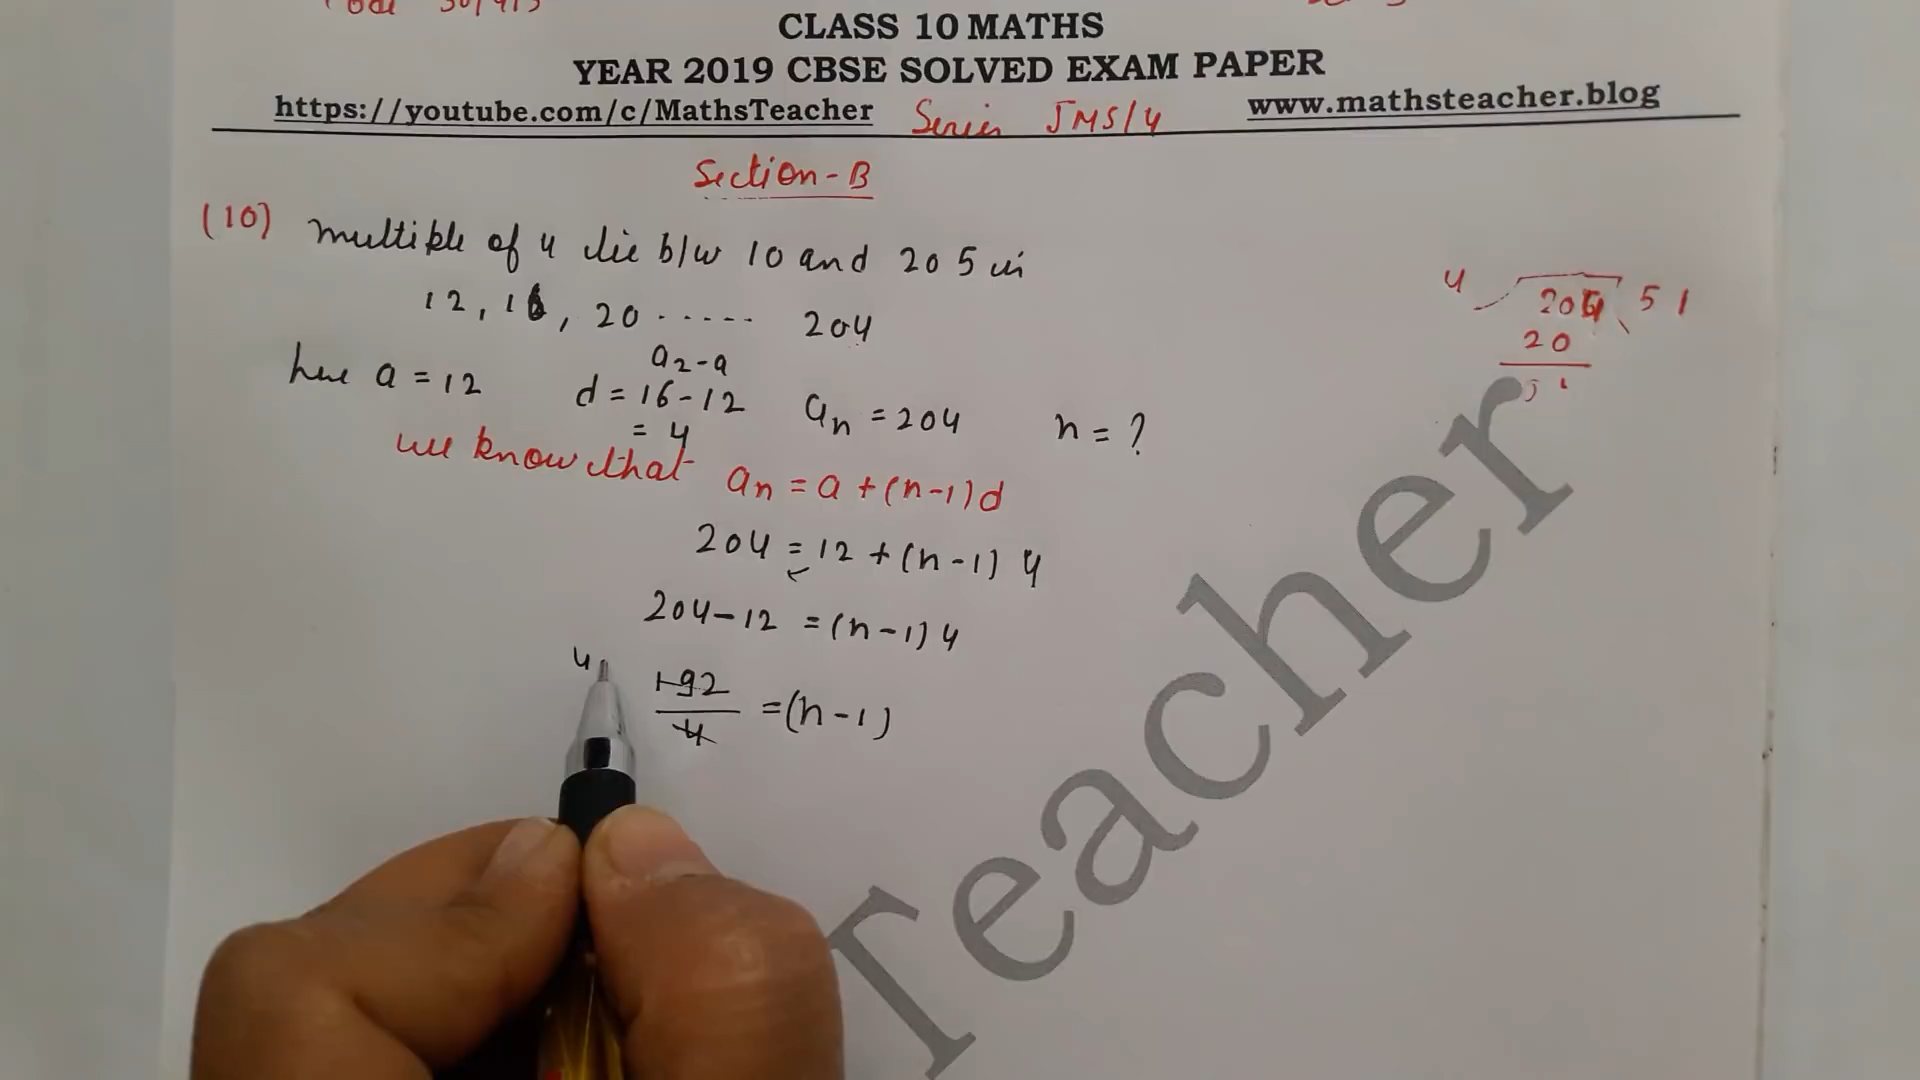 CLASS 10 MATHS
YEAR 2019 CBSE SOLVED EXAM PAPER
https://youtube.com/c/MathsTeacher Series JMS/4 www.mathsteacher.blog
Section-B
(10) multiple of 4 lie b/w 10 and 205 is
12, 16, 20 ..... 204
a2-a
here a = 12 d = 16-12 an = 204 n = ?
= 4
we know that an = a + (n-1)d
204 = 12 + (n-1) 4
204-12 = (n-1) 4
4
192
4
= (n-1)
4 204 51
20
Teacher